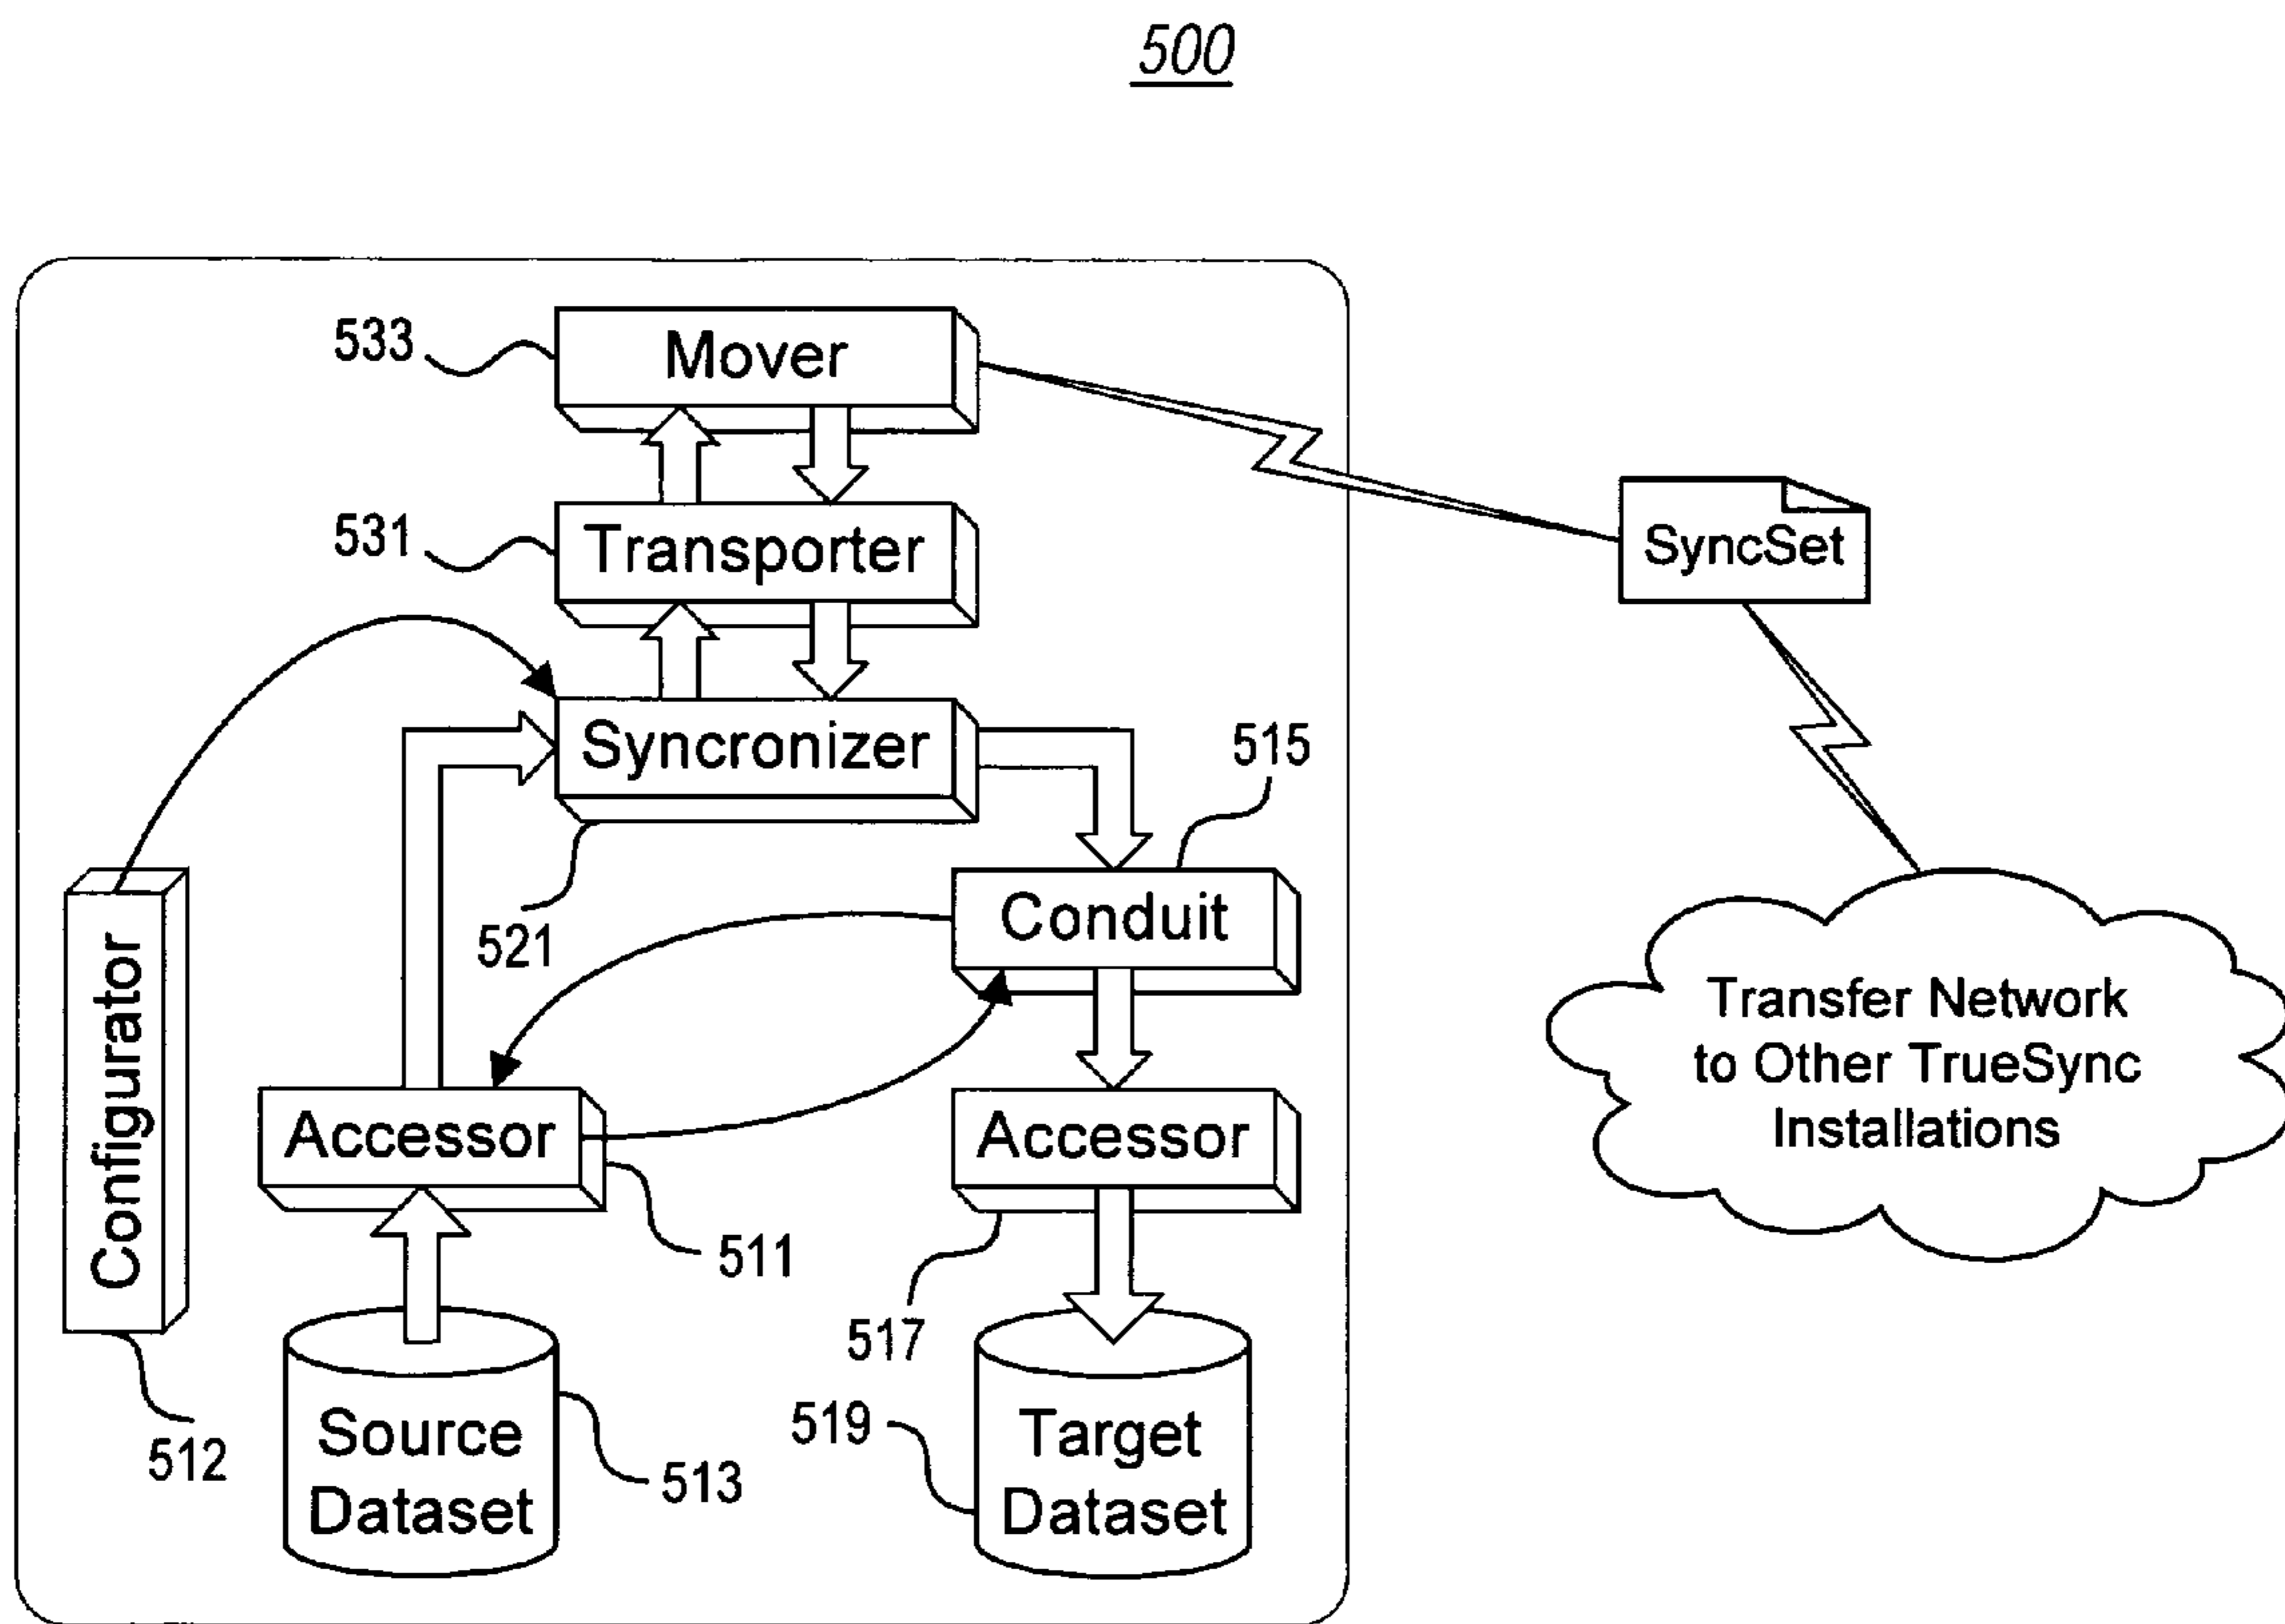 500
533
Mover
531
Transporter
SyncSet
Syncronizer
515
521
Conduit
Configurator
Transfer Network
to Other TrueSync
Installations
Accessor
Accessor
511
517
512
Source
Dataset
513
519
Target
Dataset